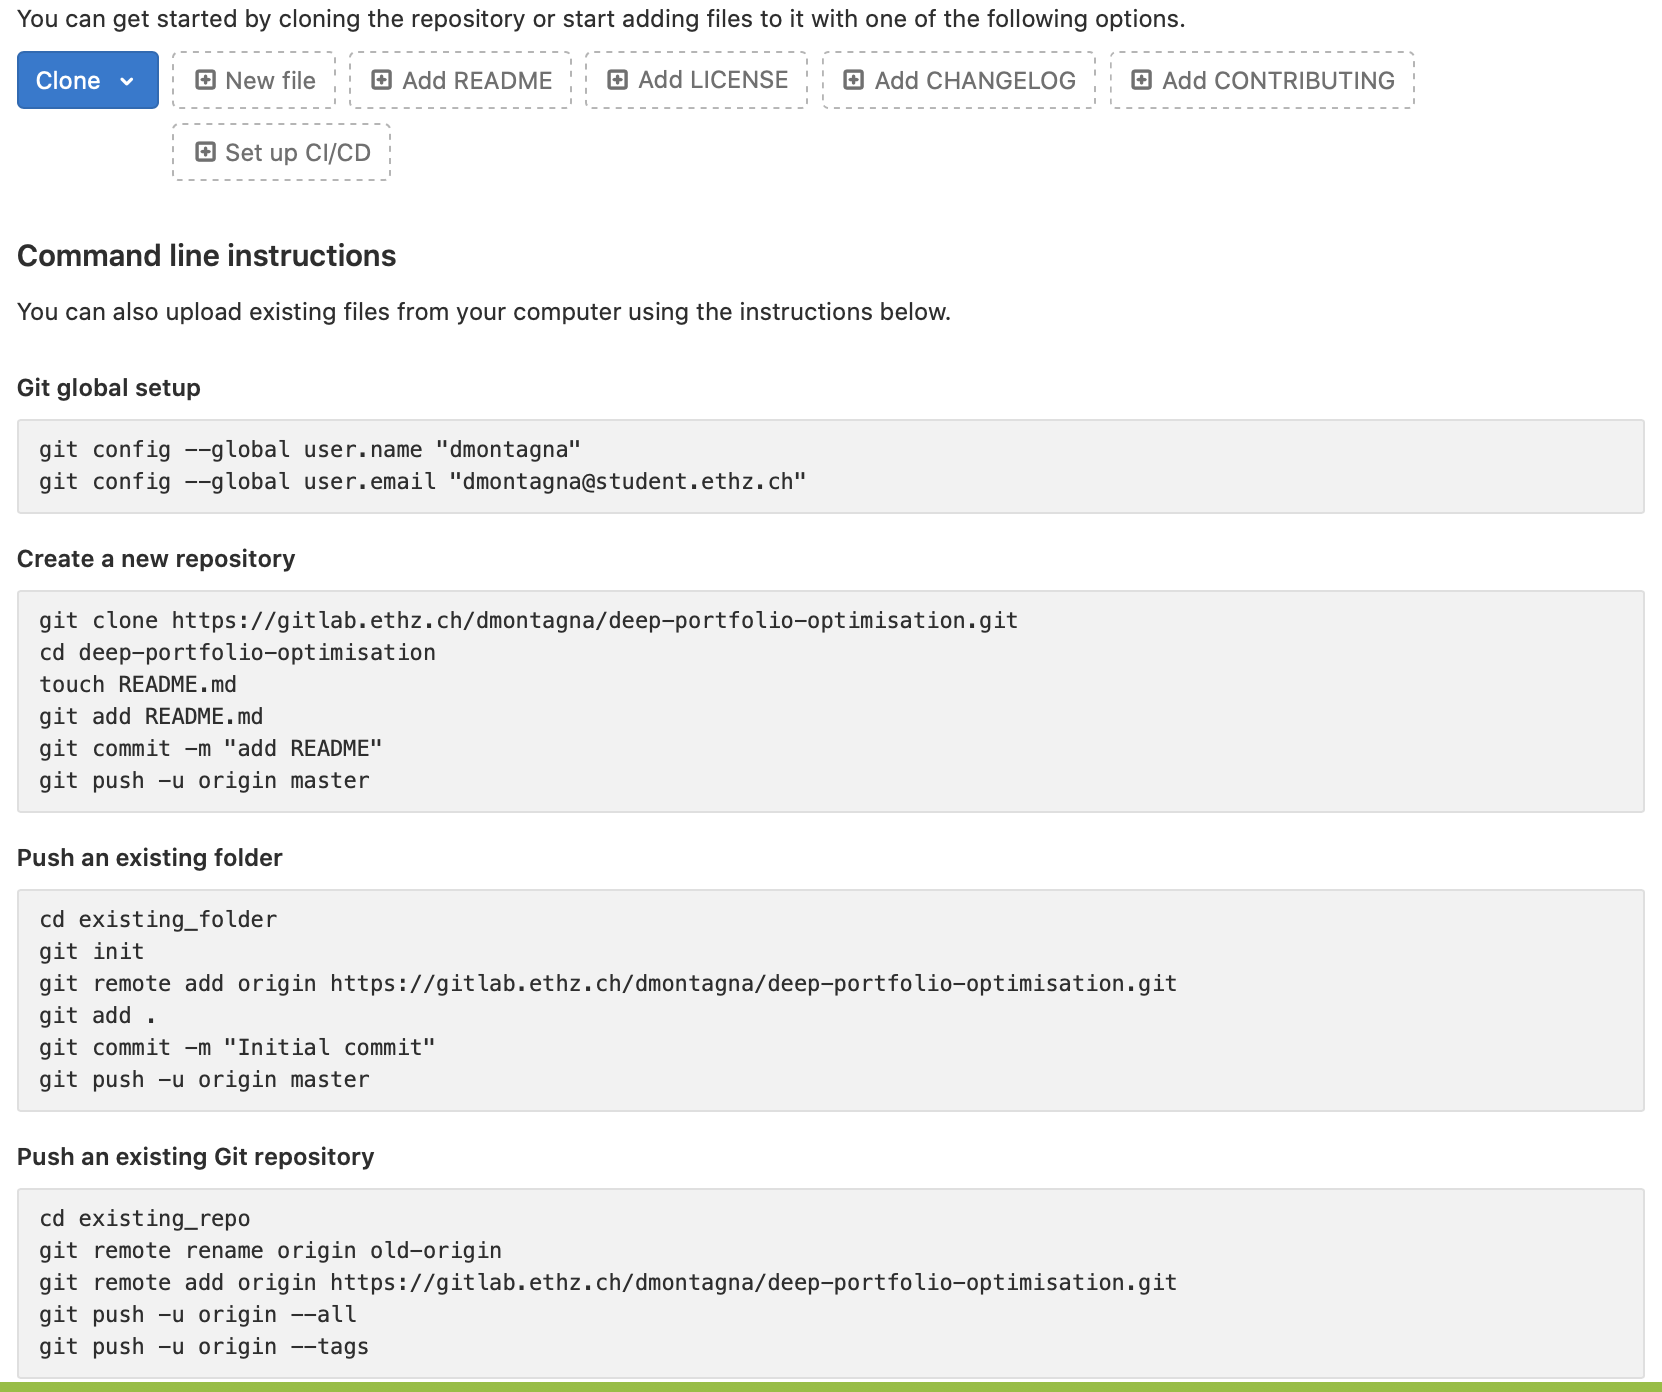 You can get started by cloning the repository or start adding files to it with one of the following options.
Clone New file Add README Add LICENSE Add CHANGELOG Add CONTRIBUTING
Set up CI/CD
Command line instructions
You can also upload existing files from your computer using the instructions below.
Git global setup
git config --global user.name "dmontagna"
git config --global user.email "dmontagna@student.ethz.ch"
Create a new repository
git clone https://gitlab.ethz.ch/dmontagna/deep-portfolio-optimisation.git
cd deep-portfolio-optimisation
touch README.md
git add README.md
git commit -m "add README"
git push -u origin master
Push an existing folder
cd existing_folder
git init
git remote add origin https://gitlab.ethz.ch/dmontagna/deep-portfolio-optimisation.git
git add .
git commit -m "Initial commit"
git push -u origin master
Push an existing Git repository
cd existing_repo
git remote rename origin old-origin
git remote add origin https://gitlab.ethz.ch/dmontagna/deep-portfolio-optimisation.git
git push -u origin --all
git push -u origin --tags